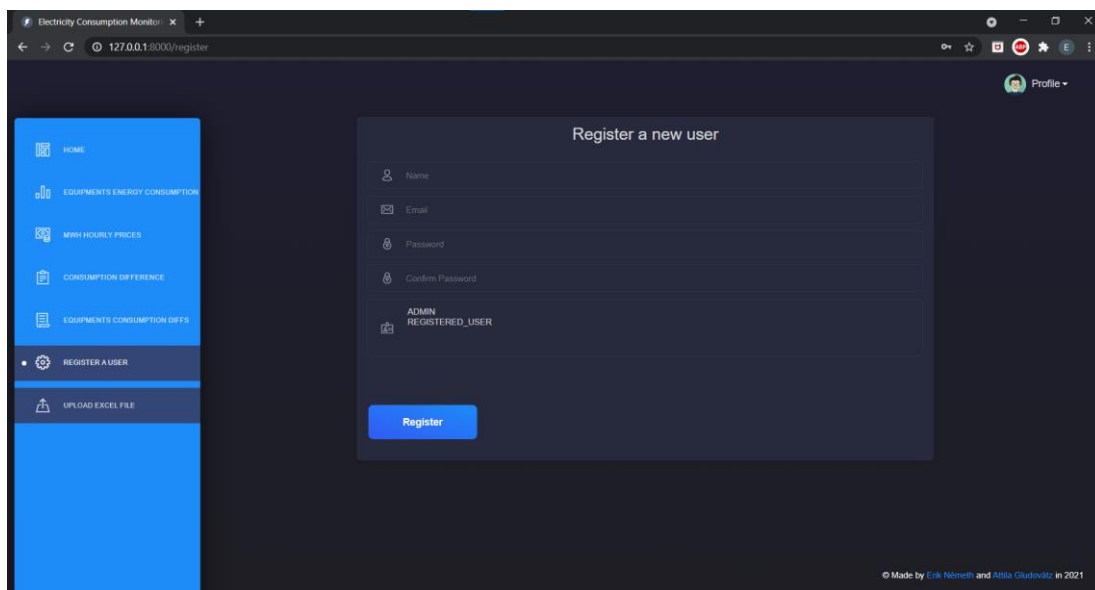 Electricity Consumption Monitori
127.0.0.1:8000/register
ABP
E
Profile
HOME
EQUIPMENTS ENERGY CONSUMPTION
MWH HOURLY PRICES
CONSUMPTION DIFFERENCE
EQUIPMENTS CONSUMPTION DIFFS
REGISTER A USER
UPLOAD EXCEL FILE
Register a new user
Name
Email
Password
Confirm Password
ADMIN
REGISTERED_USER
Register
© Made by Erik Németh and Attila Gludovátz in 2021